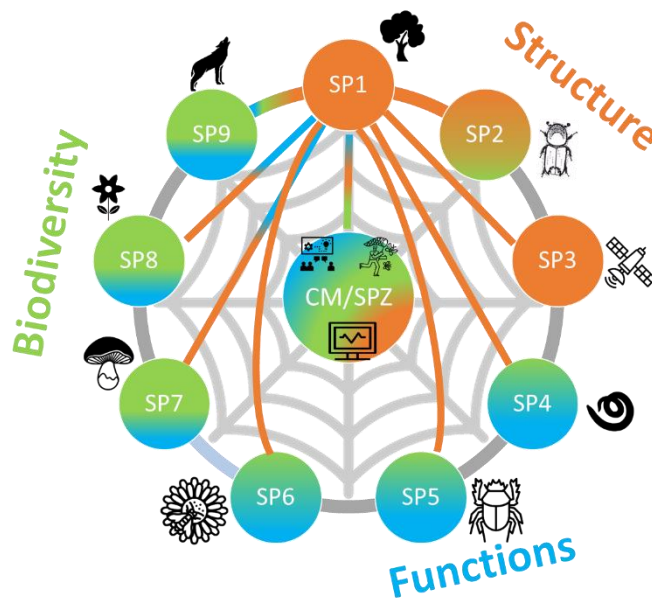 SP1
Structure
SP9
SP2
Biodiversity
SP8
SP3
CM/SPZ
SP7
SP4
SP6
SP5
Functions